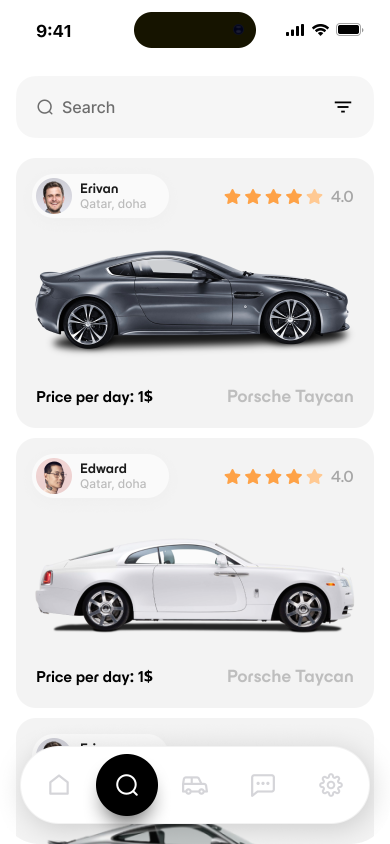 9:41
Search
Erivan
Qatar, doha
4.0
Price per day: 1$
Porsche Taycan
Edward
Qatar, doha
4.0
Price per day: 1$
Porsche Taycan